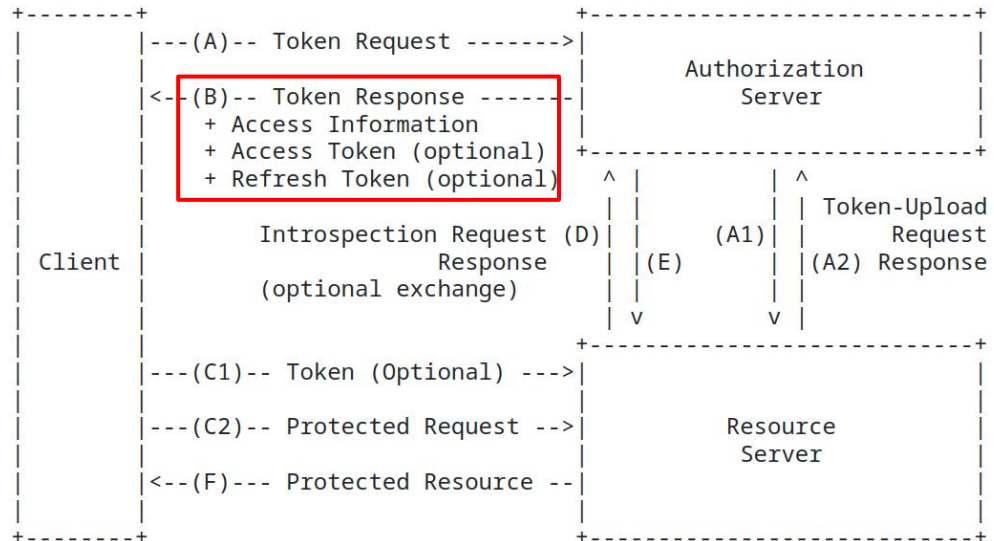 (A) Token Request
Authorization
(B) Token Response
Server
+ Access Information
+ Access Token (optional)
+ Refresh Token (optional)
Token-Upload
Introspection Request (D) (A1) Request
Client Response (E) (A2) Response
(optional exchange)
(C1) Token (Optional)
(C2) Protected Request Resource
Server
(F) Protected Resource